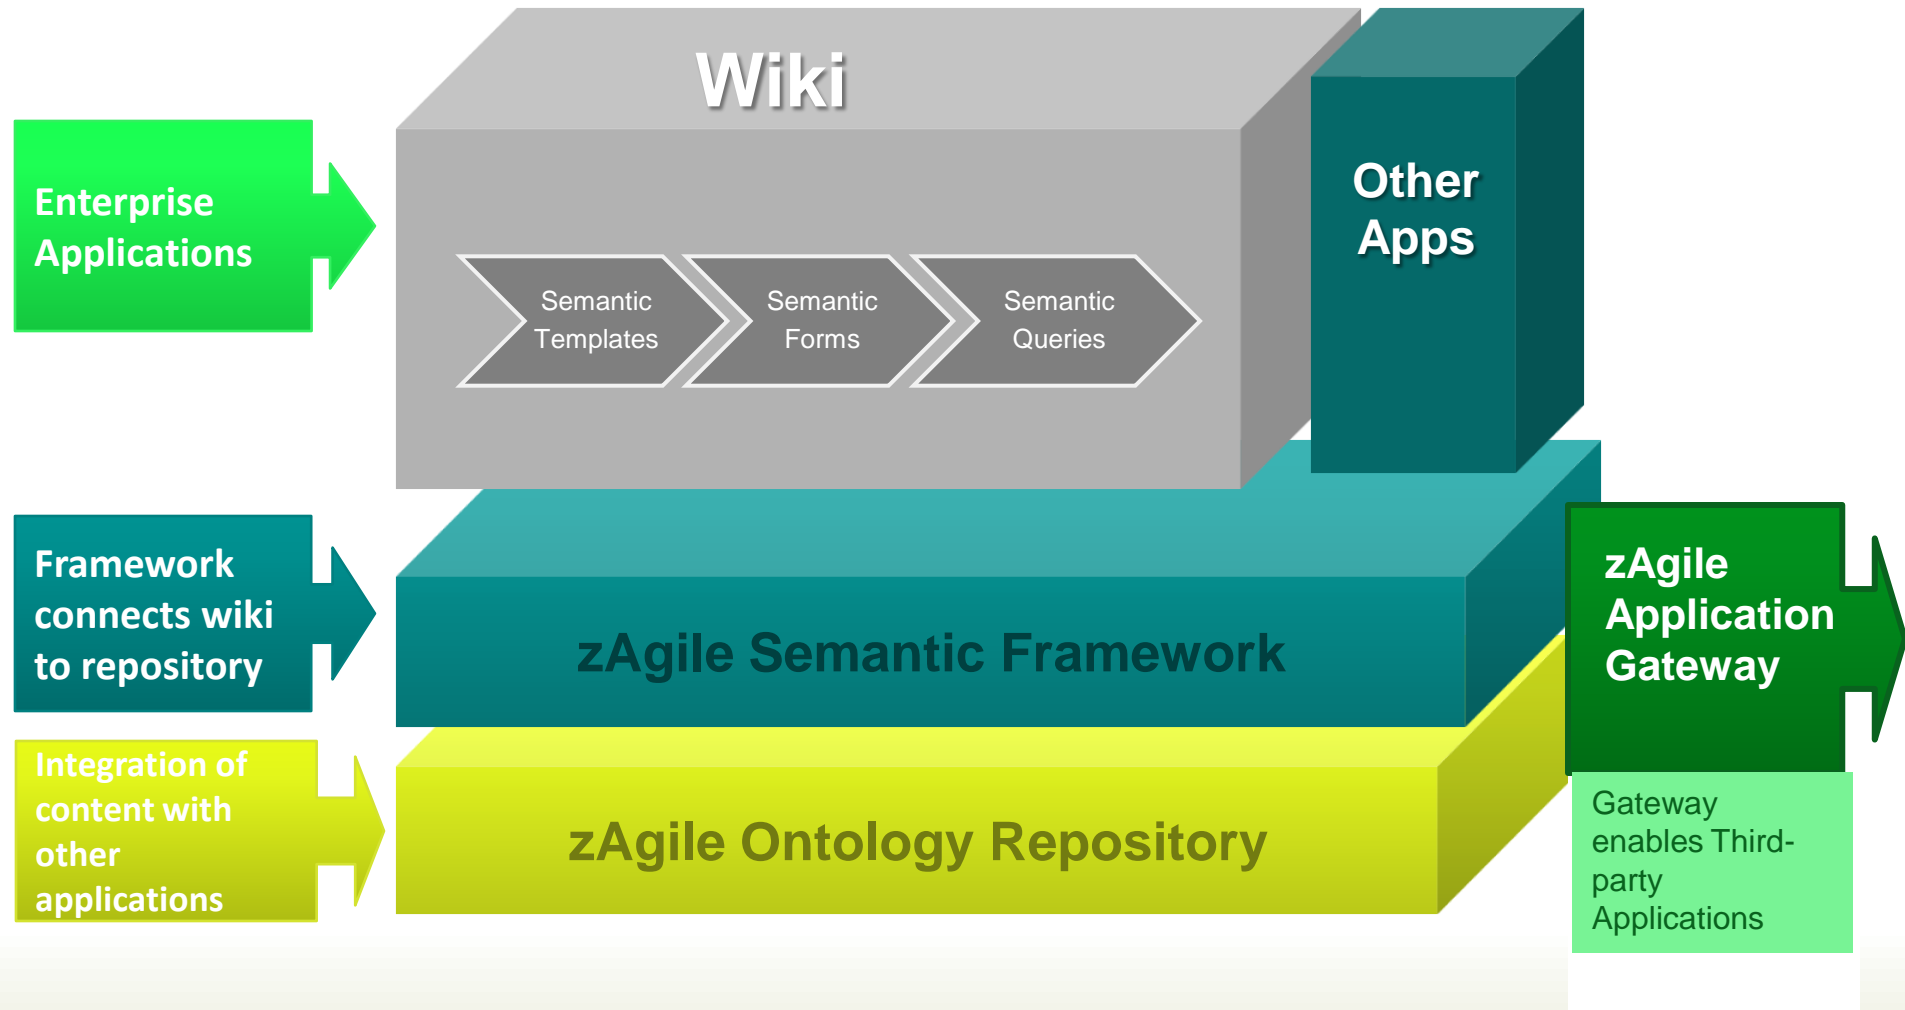 Wiki
Other
Apps
Enterprise
Applications
Semantic
Templates
Semantic
Forms
Semantic
Queries
Framework
connects wiki
to repository
zAgile Semantic Framework
zAgile
Application
Gateway
Integration of
content with
other
applications
zAgile Ontology Repository
Gateway
enables Third-
party
Applications